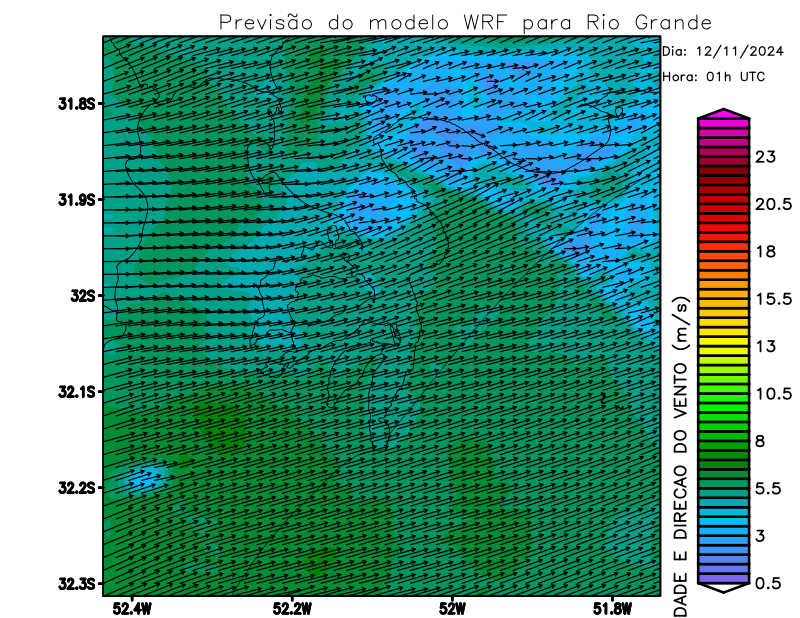 Previsão do modelo WRF para Rio Grande
Dia: 12/11/2024
Hora: 01h UTC
31.8S
31.9S
32S
32.1S
32.2S
32.3S
52.4W
52.2W
52W
51.8W
DADE E DIRECAO DO VENTO (m/s)
23
20.5
18
15.5
13
10.5
8
5.5
3
0.5